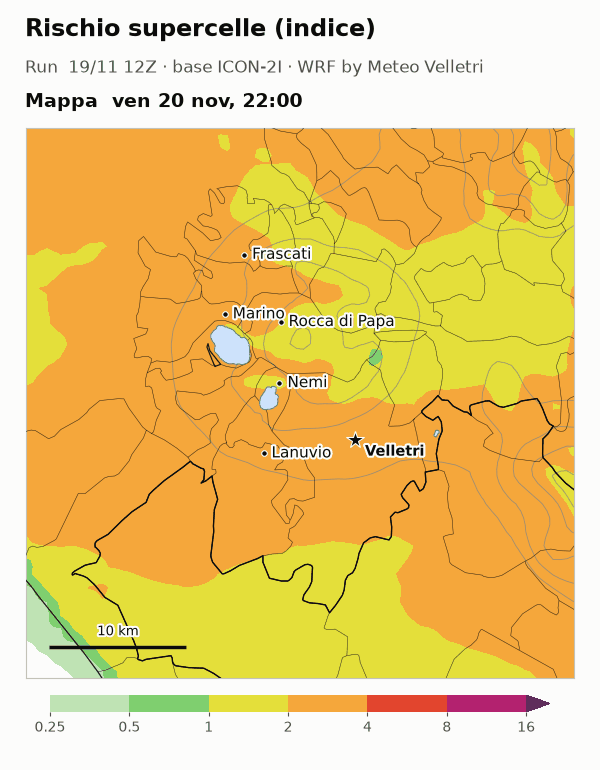 Rischio supercelle (indice)
Run  19/11 12Z · base ICON-2I · WRF by Meteo Velletri
Mappa  ven 20 nov, 22:00
Frascati
Marino
Rocca di Papa
Nemi
Velletri
Lanuvio
10 km
0.25 0.5 1 2 4 8 16